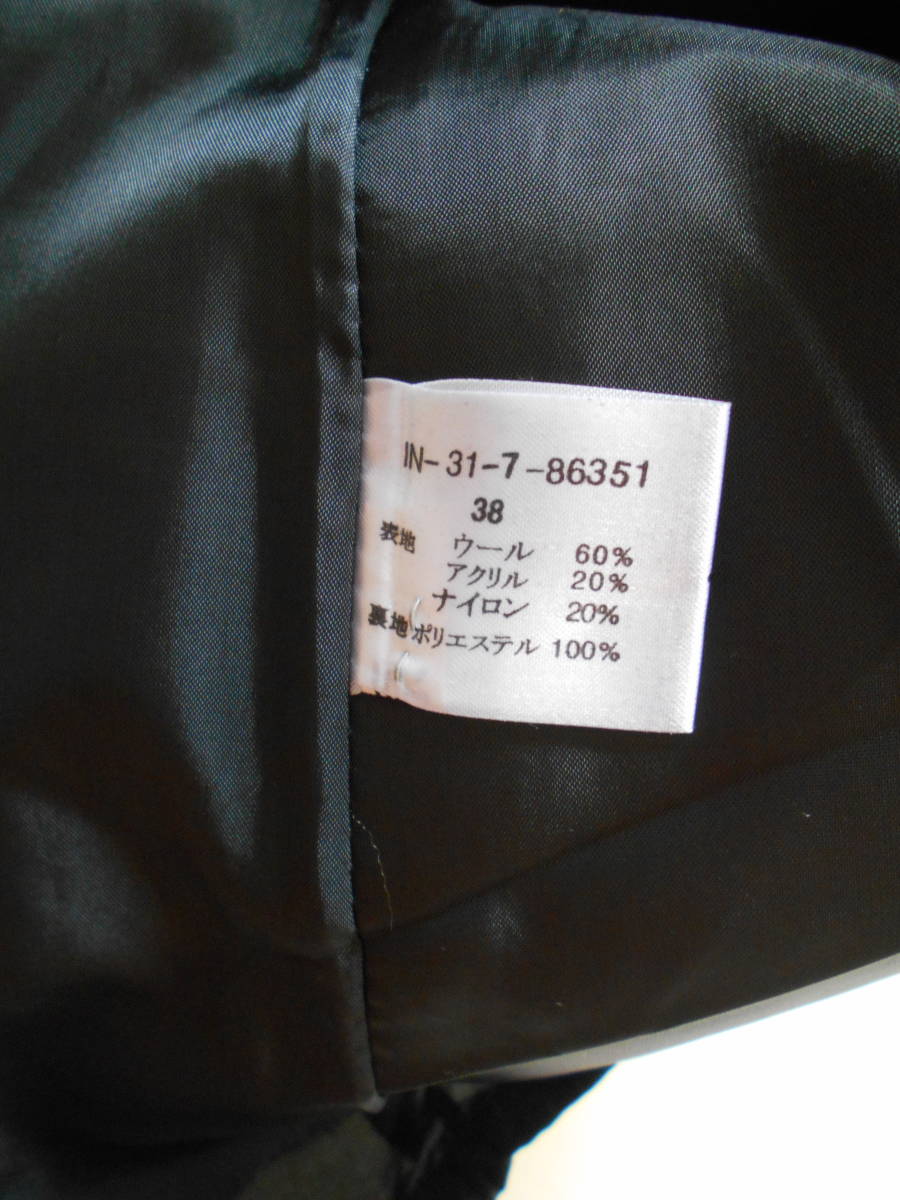 IN-31-7-86351
38
表地 ウール 60%
アクリル 20%
ナイロン 20%
裏地 ポリエステル 100%